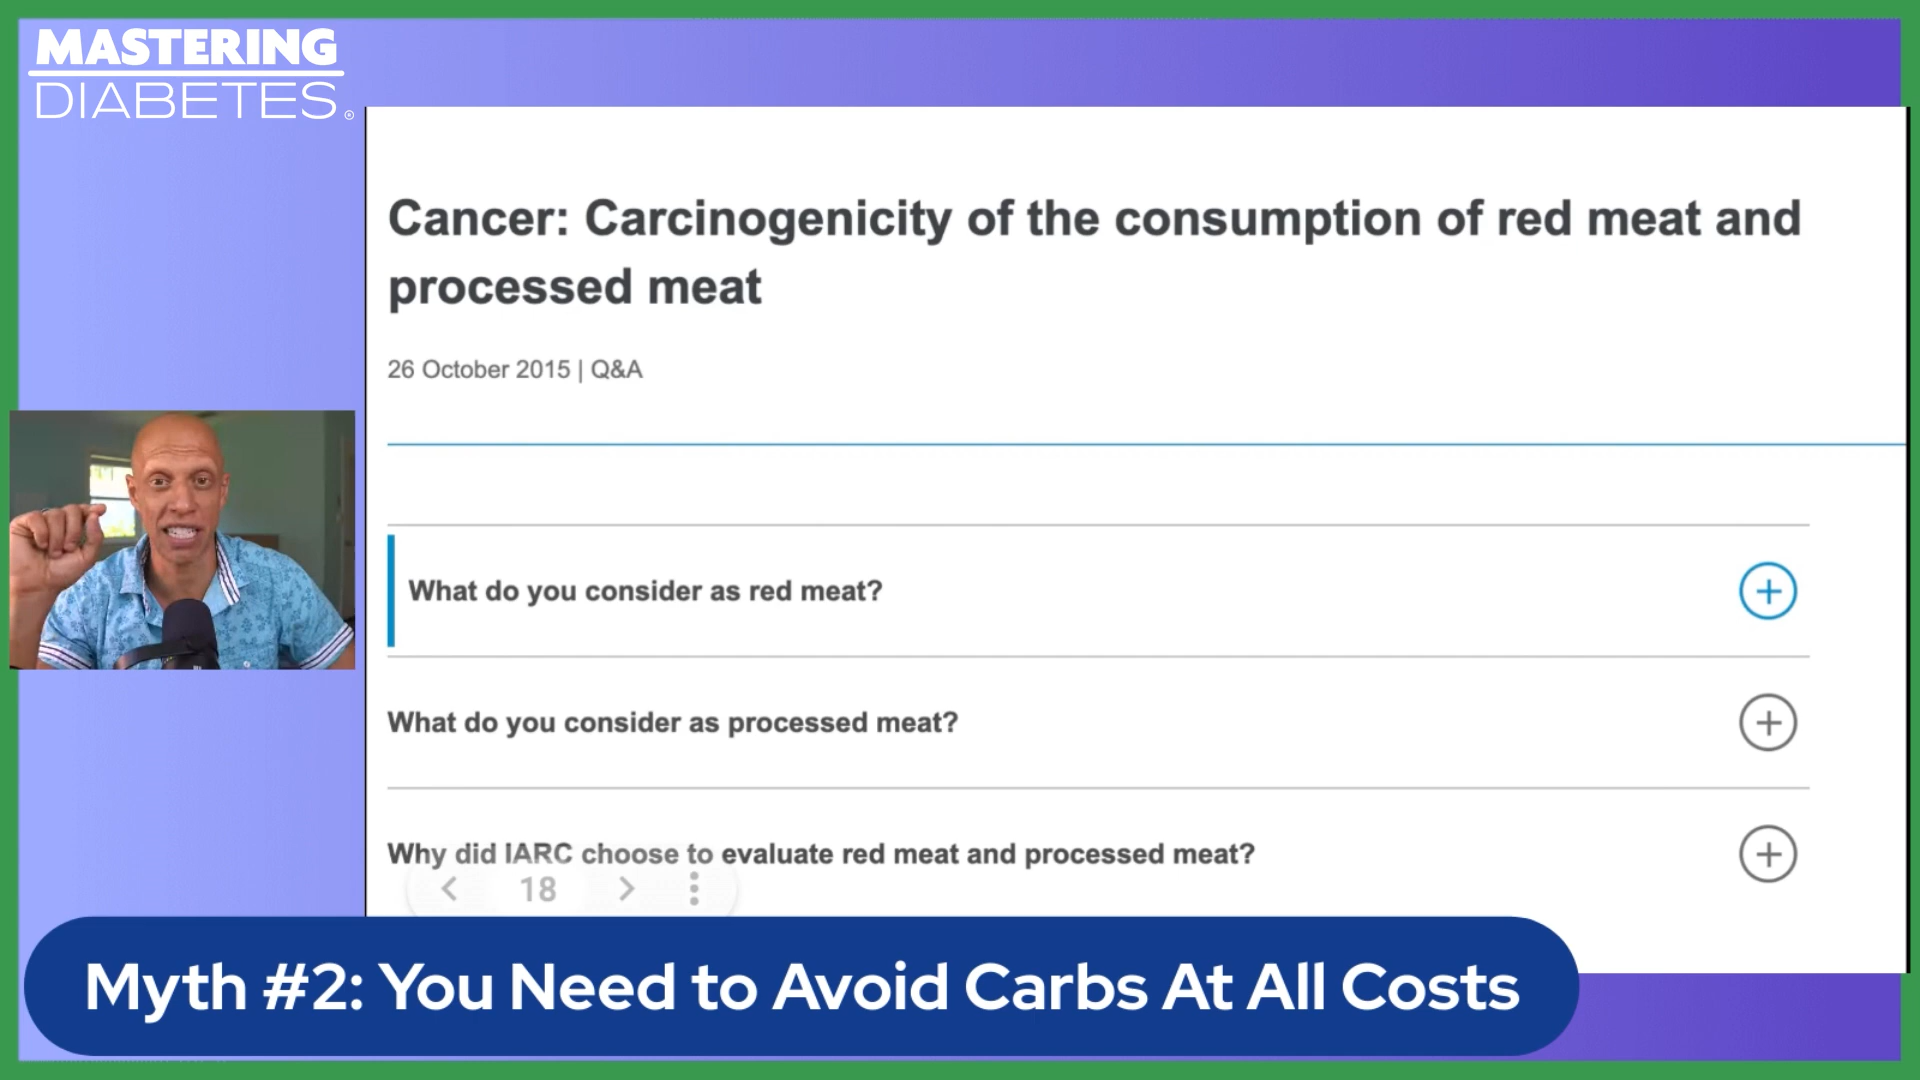 MASTERING
DIABETES®
Cancer: Carcinogenicity of the consumption of red meat and
processed meat
26 October 2015 | Q&A
What do you consider as red meat?
What do you consider as processed meat?
Why did IARC choose to evaluate red meat and processed meat?
18
Myth #2: You Need to Avoid Carbs At All Costs